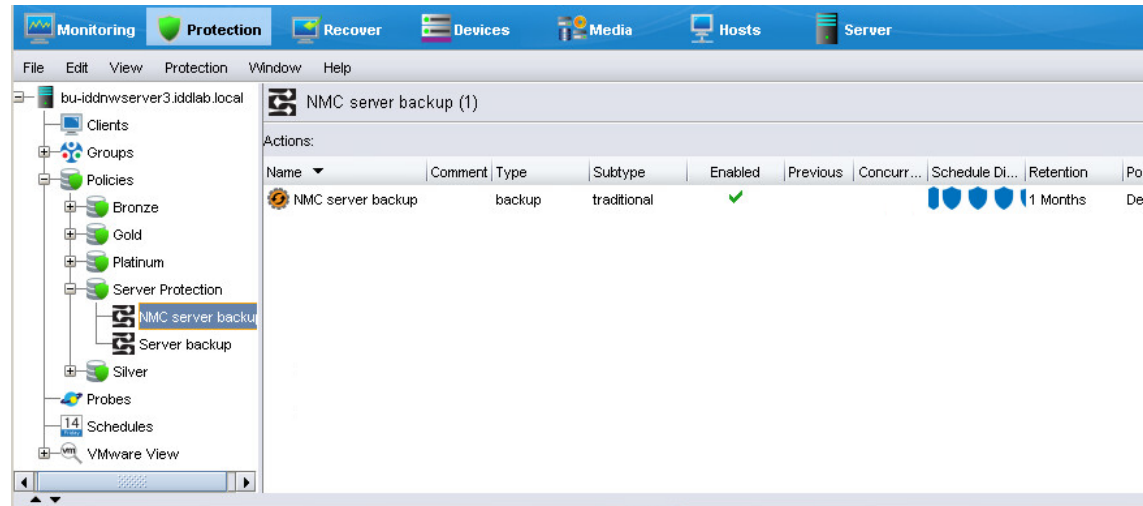 Monitoring Protection Recover Devices Media Hosts Server
File Edit View Protection Window Help
bu-iddnwserver3.iddlab.local
Clients
Groups
Policies
Bronze
Gold
Platinum
Server Protection
NMC server backup
Server backup
Silver
Probes
14
Schedules
vm VMware View
NMC server backup (1)
Actions:
Name Comment Type Subtype Enabled Previous Concurr... Schedule Di... Retention Po
NMC server backup backup traditional 1 Months De